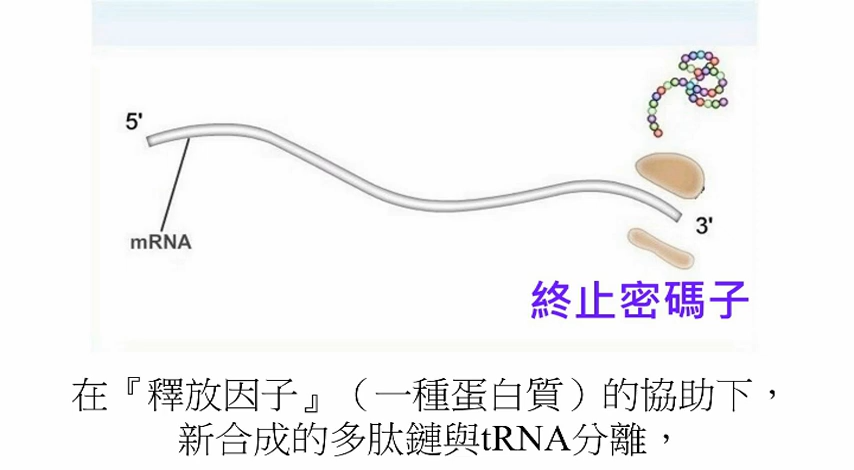 5'
mRNA
3'
終止密碼子
在『釋放因子』（一種蛋白質）的協助下，
新合成的多肽鏈與tRNA分離，